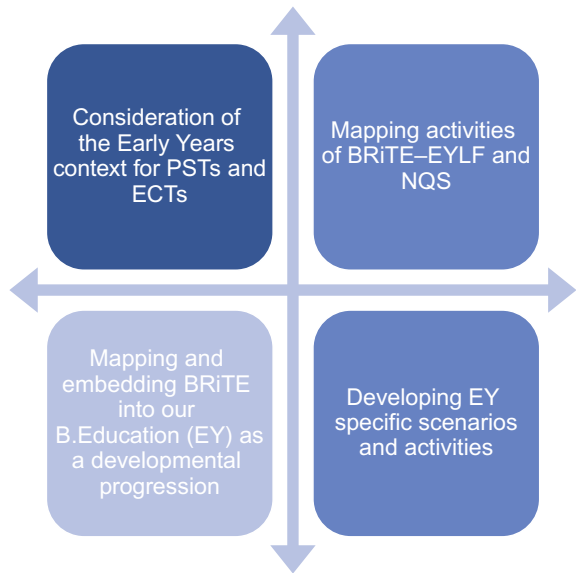 Consideration of
the Early Years
context for PSTs and
ECTs
Mapping activities
of BRiTE–EYLF and
NQS
Mapping and
embedding BRiTE
into our
B.Education (EY) as
a developmental
progression
Developing EY
specific scenarios
and activities